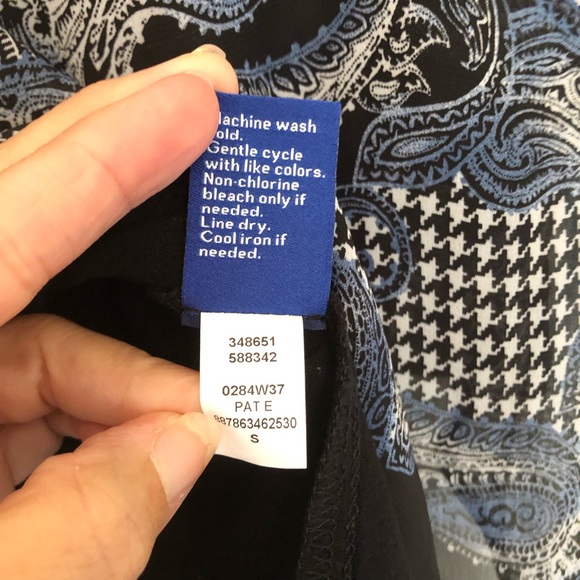 Machine wash
cold.
Gentle cycle
with like colors.
Non-chlorine
bleach only if
needed.
Line dry.
Cool iron if
needed.
348651
588342
0284W37
PAT E
887863462530
S